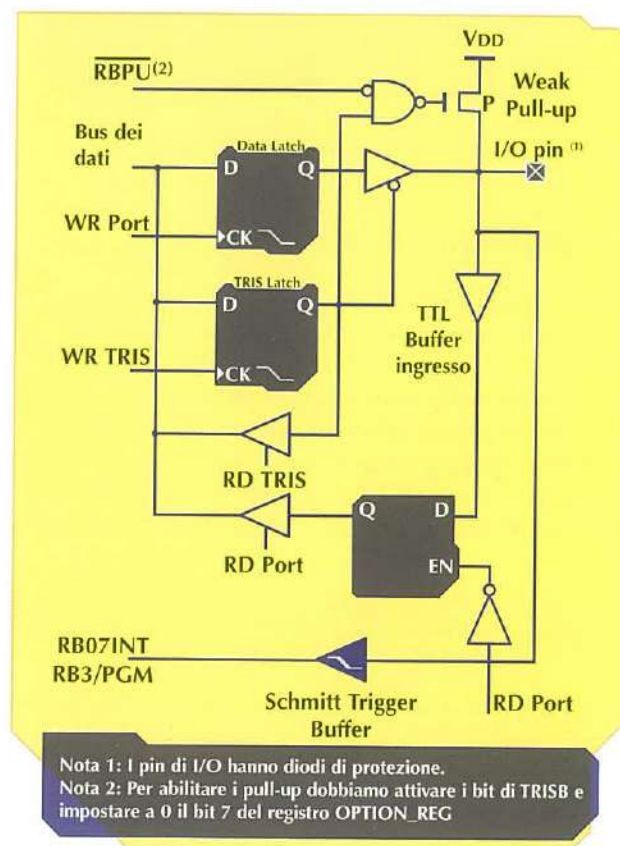 VDD
RBPU(2)
Weak
Pull-up
P
Bus dei
dati
Data Latch
I/O pin (1)
D
Q
WR Port
CK
TRIS Latch
D
Q
TTL
Buffer
ingresso
WR TRIS
CK
RD TRIS
Q
D
RD Port
EN
RB07INT
RB3/PGM
Schmitt Trigger
Buffer
RD Port
Nota 1: I pin di I/O hanno diodi di protezione.
Nota 2: Per abilitare i pull-up dobbiamo attivare i bit di TRISB e
impostare a 0 il bit 7 del registro OPTION_REG